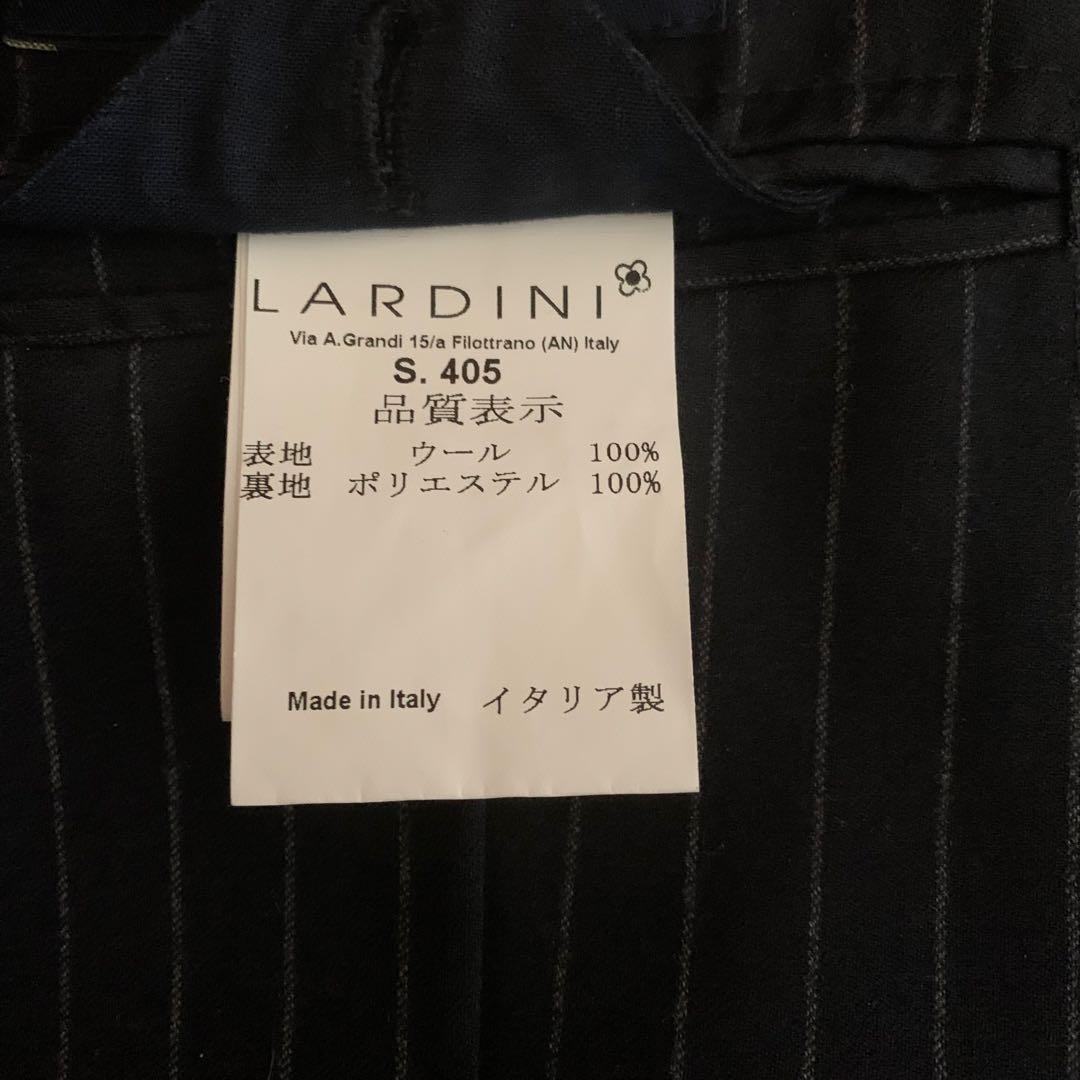 LARDINI
Via A.Grandi 15/a Filottrano (AN) Italy
S. 405
品質表示
表地 ウール 100%
裏地 ポリエステル 100%
Made in Italy イタリア製